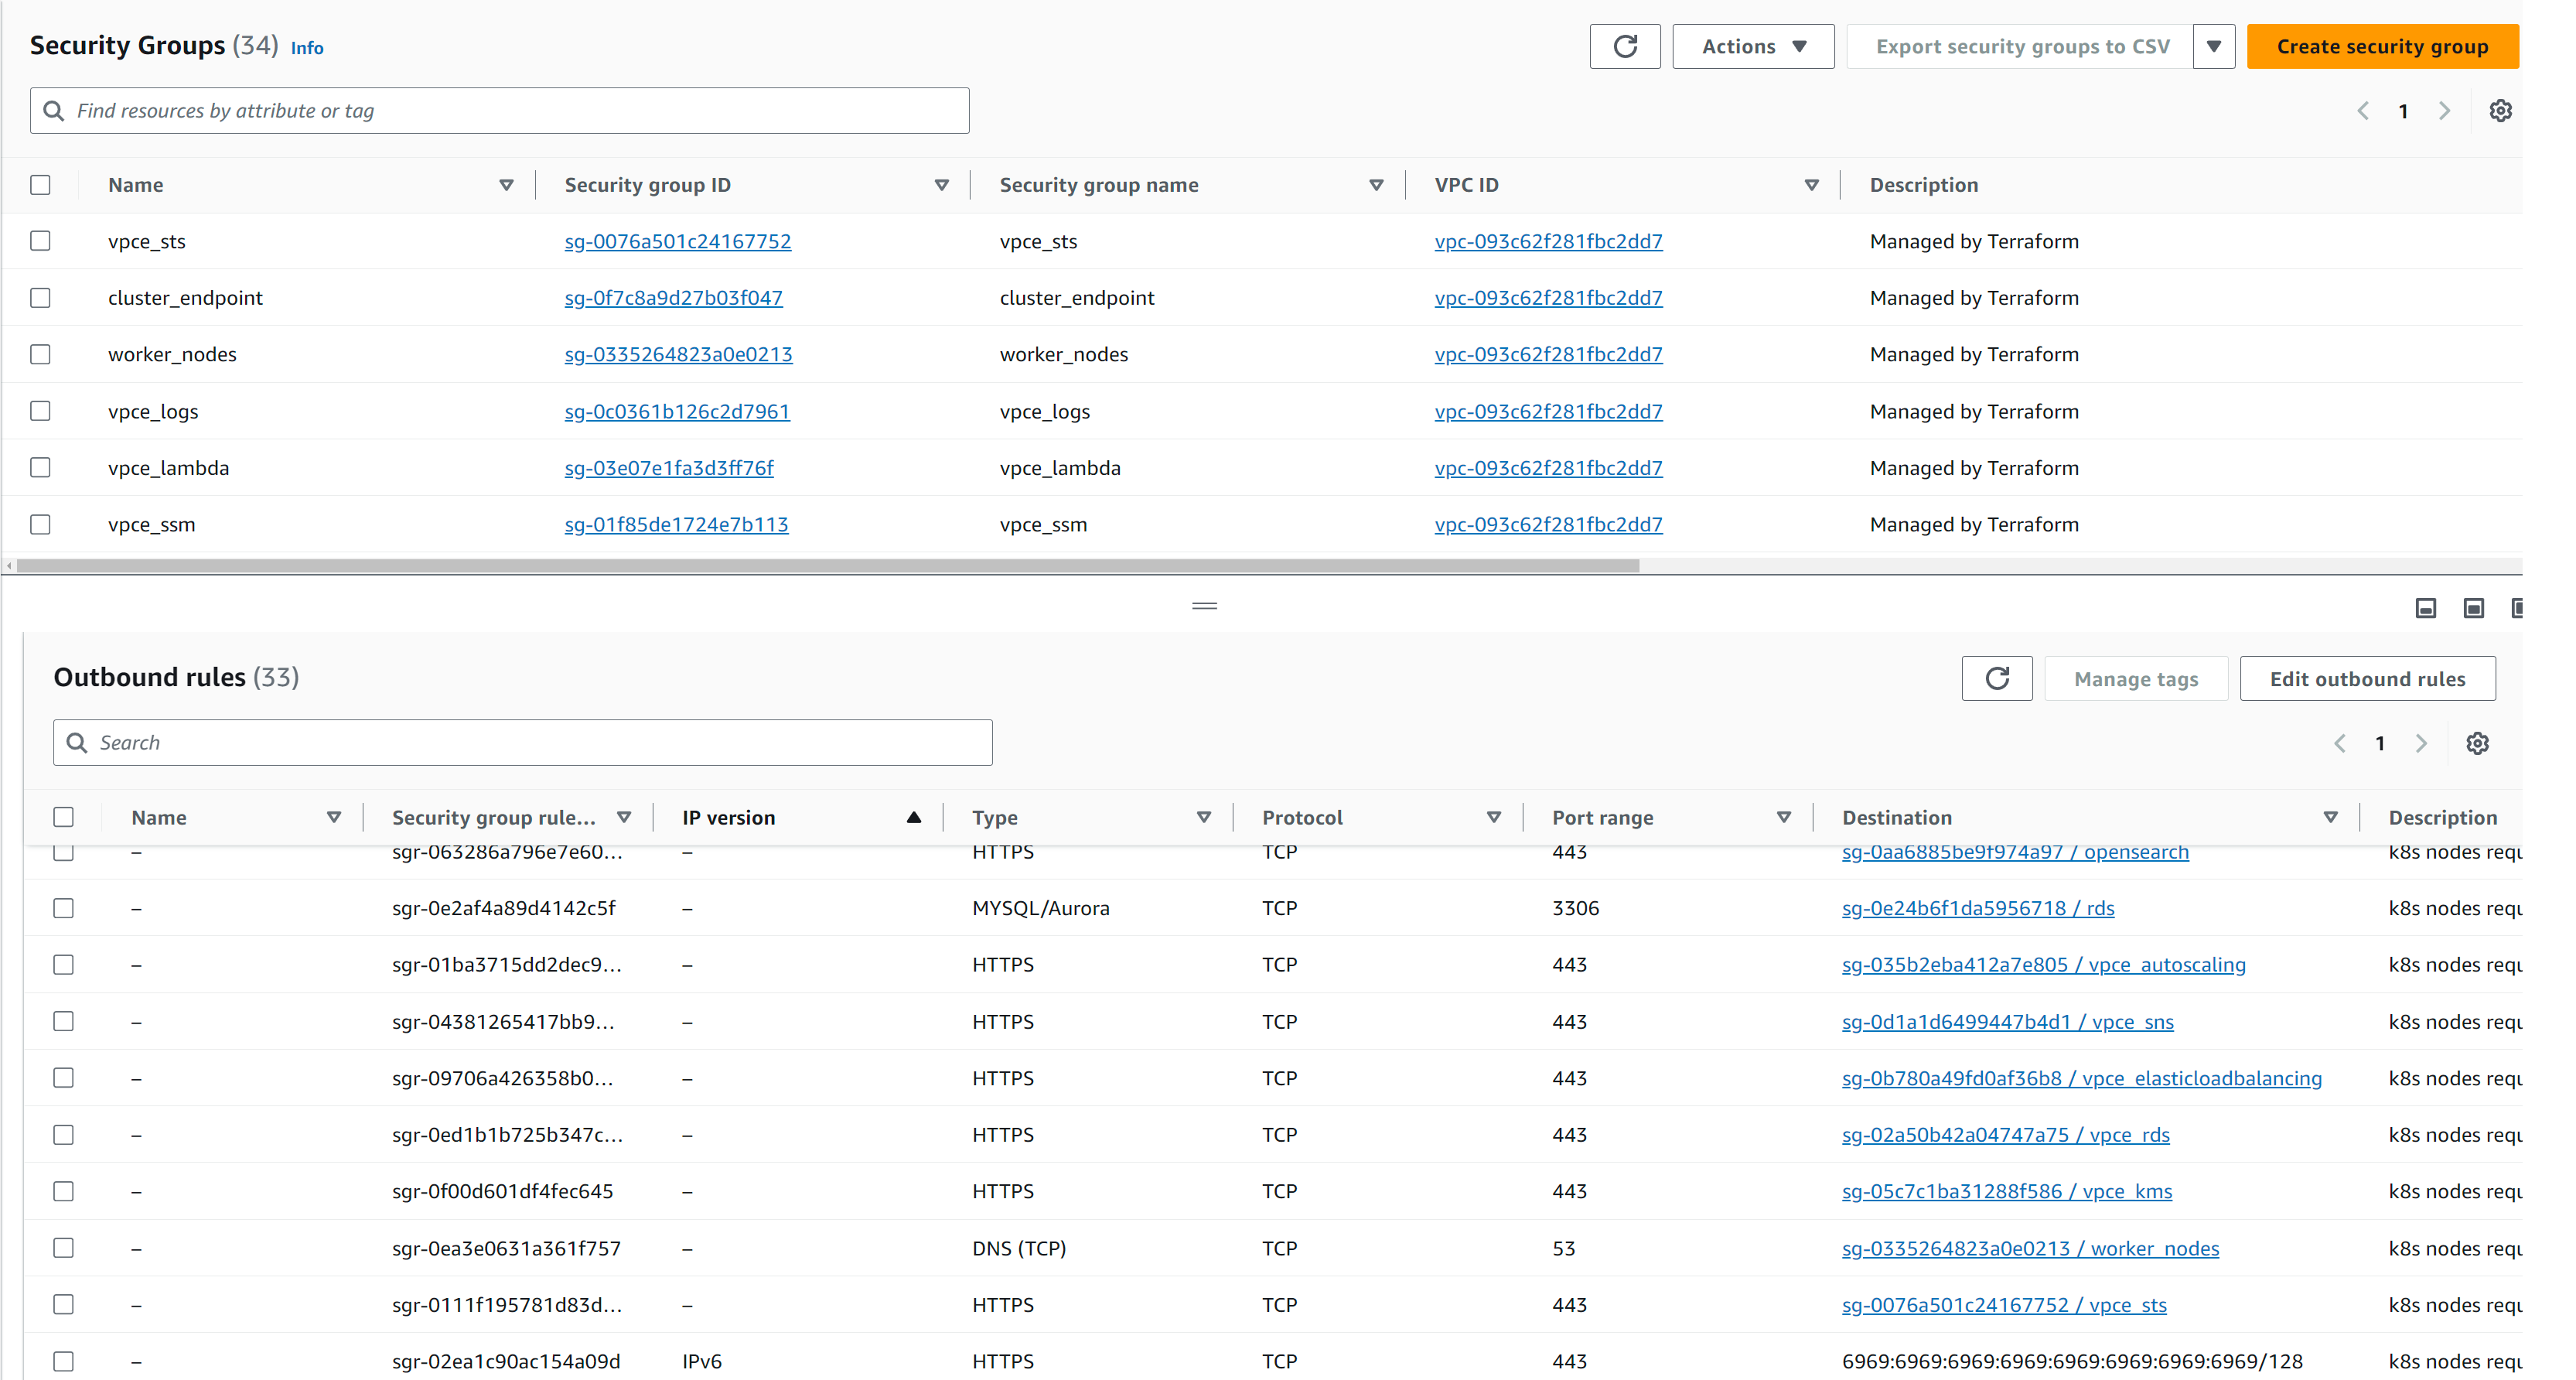 Security Groups (34) Info
Actions
Export security groups to CSV
Create security group
Find resources by attribute or tag
1
Name Security group ID Security group name VPC ID Description
vpce_sts sg-0076a501c24167752 vpce_sts vpc-093c62f281fbc2dd7 Managed by Terraform
cluster_endpoint sg-0f7c8a9d27b03f047 cluster_endpoint vpc-093c62f281fbc2dd7 Managed by Terraform
worker_nodes sg-0335264823a0e0213 worker_nodes vpc-093c62f281fbc2dd7 Managed by Terraform
vpce_logs sg-0c0361b126c2d7961 vpce_logs vpc-093c62f281fbc2dd7 Managed by Terraform
vpce_lambda sg-03e07e1fa3d3ff76f vpce_lambda vpc-093c62f281fbc2dd7 Managed by Terraform
vpce_ssm sg-01f85de1724e7b113 vpce_ssm vpc-093c62f281fbc2dd7 Managed by Terraform
Outbound rules (33)
Manage tags
Edit outbound rules
Search
1
Name Security group rule... IP version Type Protocol Port range Destination Description
– sgr-063286a796e7e60... – HTTPS TCP 443 sg-0aa6885be9f974a97 / opensearch k8s nodes requ
– sgr-0e2af4a89d4142c5f – MYSQL/Aurora TCP 3306 sg-0e24b6f1da5956718 / rds k8s nodes requ
– sgr-01ba3715dd2dec9... – HTTPS TCP 443 sg-035b2eba412a7e805 / vpce_autoscaling k8s nodes requ
– sgr-04381265417bb9... – HTTPS TCP 443 sg-0d1a1d6499447b4d1 / vpce_sns k8s nodes requ
– sgr-09706a426358b0... – HTTPS TCP 443 sg-0b780a49fd0af36b8 / vpce_elasticloadbalancing k8s nodes requ
– sgr-0ed1b1b725b347c... – HTTPS TCP 443 sg-02a50b42a04747a75 / vpce_rds k8s nodes requ
– sgr-0f00d601df4fec645 – HTTPS TCP 443 sg-05c7c1ba31288f586 / vpce_kms k8s nodes requ
– sgr-0ea3e0631a361f757 – DNS (TCP) TCP 53 sg-0335264823a0e0213 / worker_nodes k8s nodes requ
– sgr-0111f195781d83d... – HTTPS TCP 443 sg-0076a501c24167752 / vpce_sts k8s nodes requ
– sgr-02ea1c90ac154a09d IPv6 HTTPS TCP 443 6969:6969:6969:6969:6969:6969:6969:6969/128 k8s nodes requ